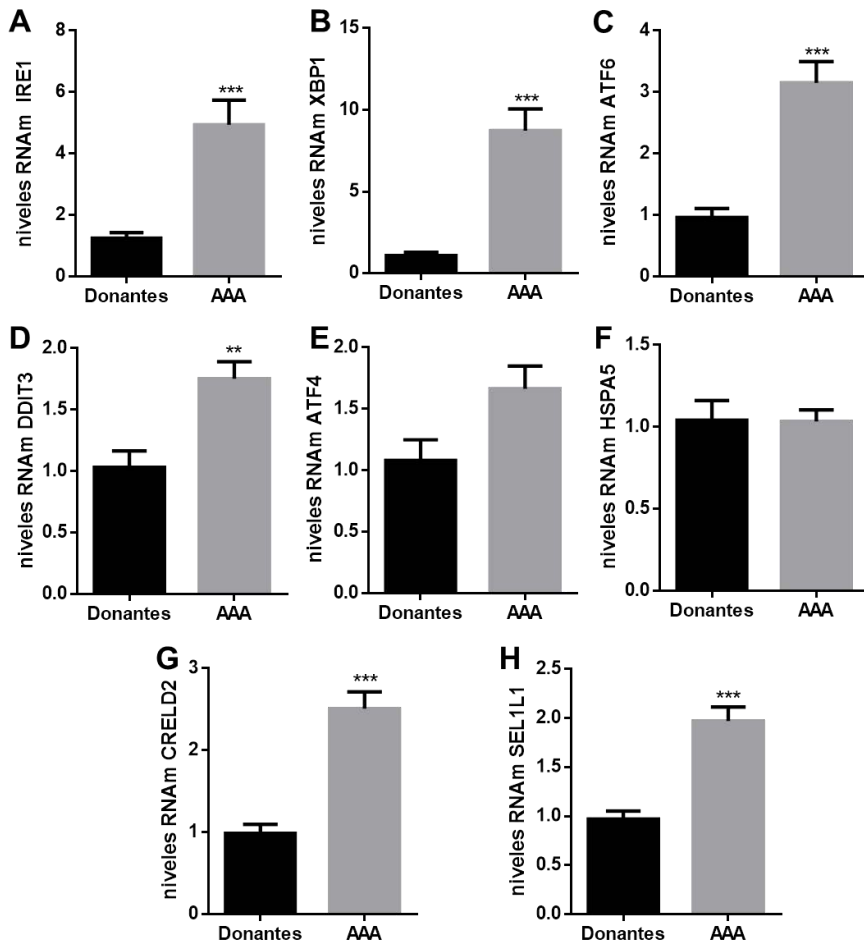 A
niveles RNAm IRE1
8
6
4
2
0
***
Donantes
AAA
B
niveles RNAm XBP1
15
10
5
0
***
Donantes
AAA
C
niveles RNAm ATF6
4
3
2
1
0
***
Donantes
AAA
D
niveles RNAm DDIT3
2.0
1.5
1.0
0.5
0.0
**
Donantes
AAA
E
niveles RNAm ATF4
2.0
1.5
1.0
0.5
0.0
Donantes
AAA
F
niveles RNAm HSPA5
1.5
1.0
0.5
0.0
Donantes
AAA
G
niveles RNAm CRELD2
3
2
1
0
***
Donantes
AAA
H
niveles RNAm SEL1L1
2.5
2.0
1.5
1.0
0.5
0.0
***
Donantes
AAA